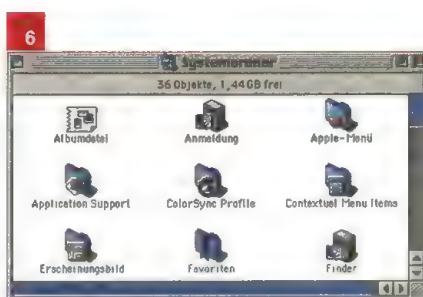 6
Systemordner
36 Objekte, 1,44 GB frei
Albumdatei Anmeldung Apple-Menü
Application Support ColorSync Profile Contextual Menu Items
Erscheinungsbild Favoriten Finder